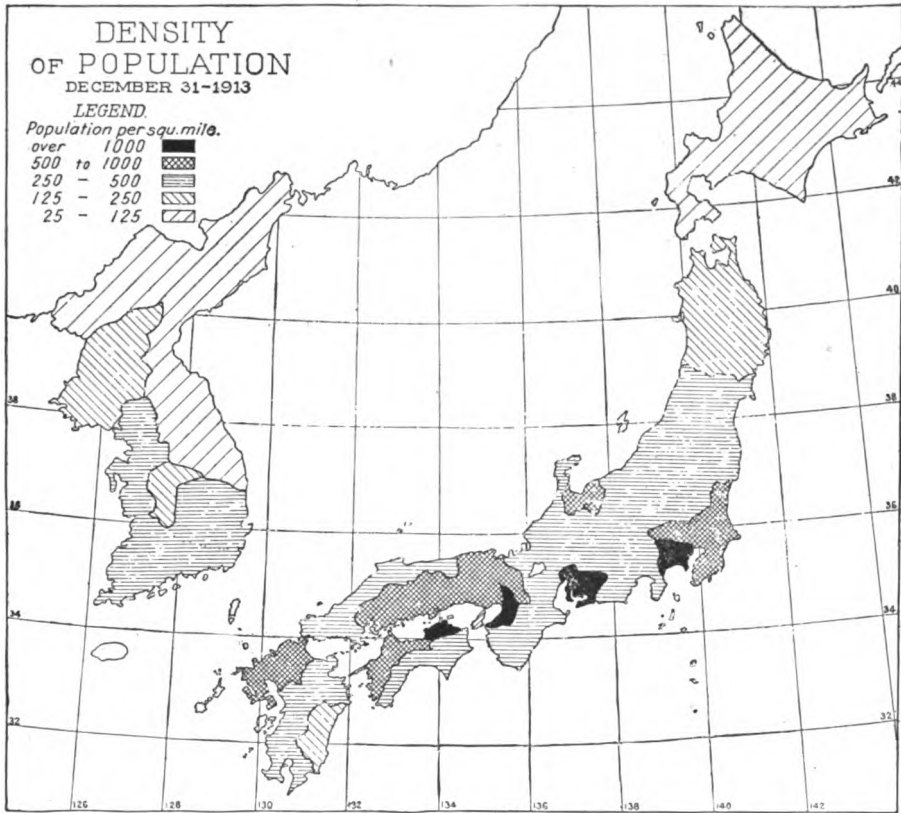 DENSITY
OF POPULATION
DECEMBER 31-1913
LEGEND.
Population per squ. mile.
over 1000
500 to 1000
250 - 500
125 - 250
25 - 125
44
42
40
40
38
38
36
34
34
32
32
126
128
130
132
134
136
138
140
142